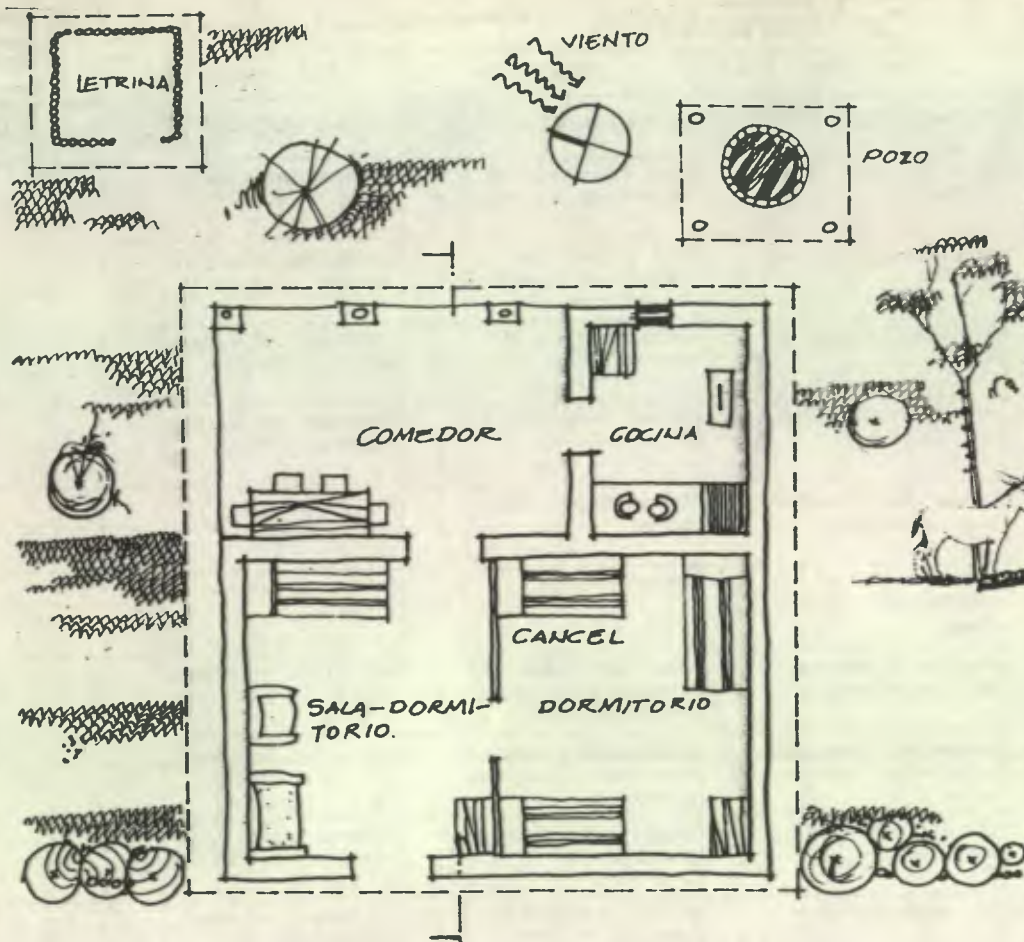 LETRINA
VIENTO
POZO
COMEDOR
COCINA
CANCEL
SALA-DORMI-
TORIO.
DORMITORIO